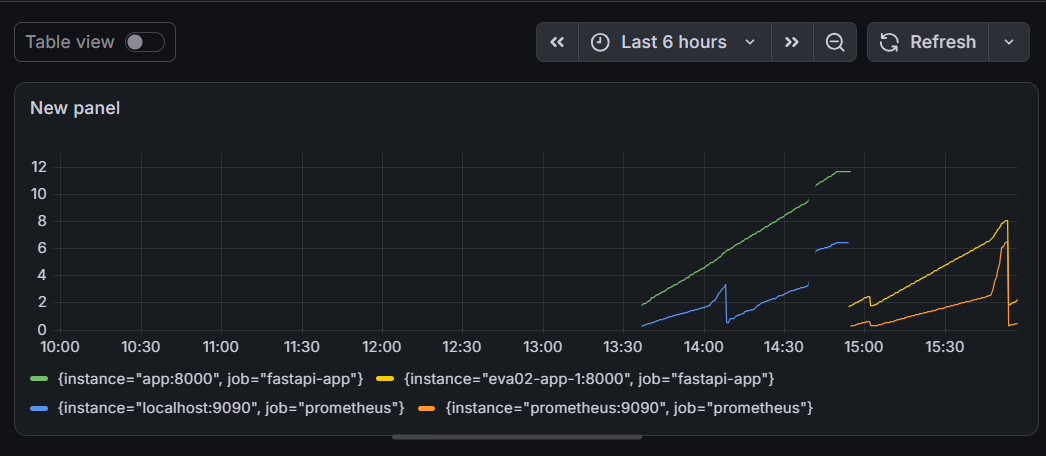 Table view Last 6 hours Refresh
New panel
12
10
8
6
4
2
0
10:00 10:30 11:00 11:30 12:00 12:30 13:00 13:30 14:00 14:30 15:00 15:30
{instance="app:8000", job="fastapi-app"} {instance="eva02-app-1:8000", job="fastapi-app"}
{instance="localhost:9090", job="prometheus"} {instance="prometheus:9090", job="prometheus"}